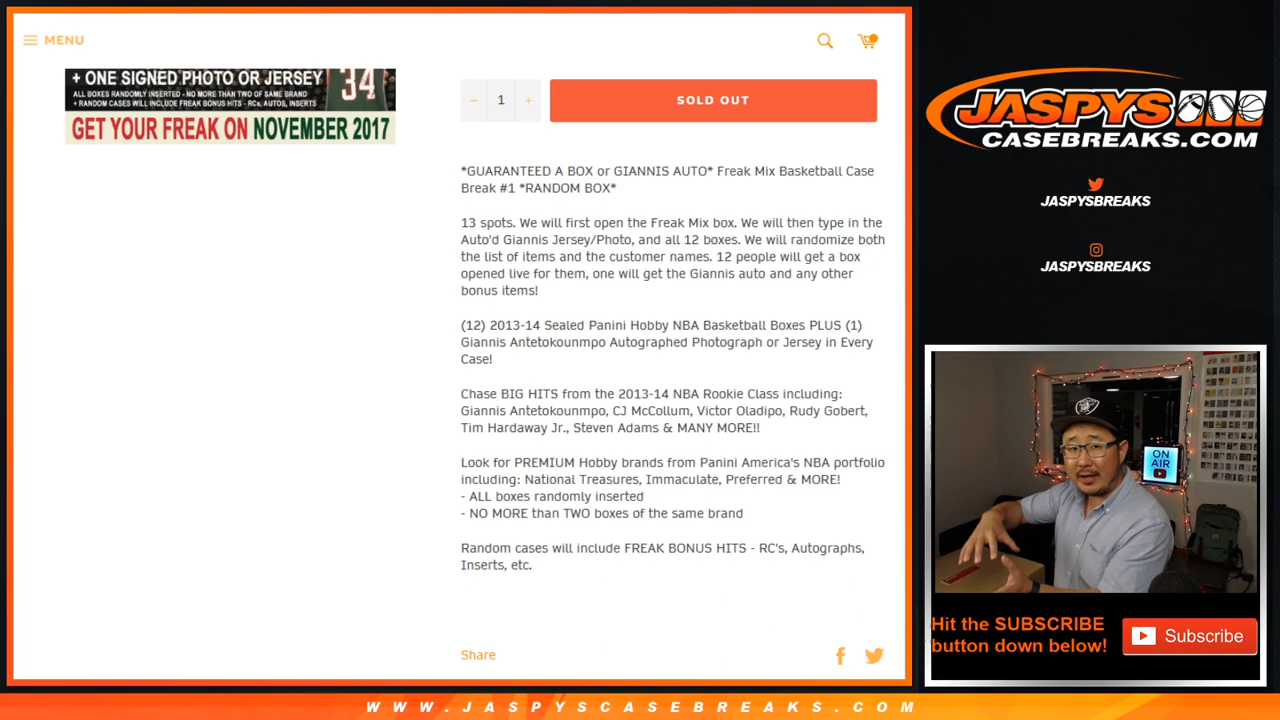 MENU
+ ONE SIGNED PHOTO OR JERSEY
ALL BOXES RANDOMLY INSERTED - NO MORE THAN TWO OF SAME BRAND
+ RANDOM CASES WILL INCLUDE FREAK BONUS HITS - RCs, AUTOS, INSERTS
34
GET YOUR FREAK ON NOVEMBER 2017
− 1 +
SOLD OUT
*GUARANTEED A BOX or GIANNIS AUTO* Freak Mix Basketball Case
Break #1 *RANDOM BOX*
13 spots. We will first open the Freak Mix box. We will then type in the
Auto'd Giannis Jersey/Photo, and all 12 boxes. We will randomize both
the list of items and the customer names. 12 people will get a box
opened live for them, one will get the Giannis auto and any other
bonus items!
(12) 2013-14 Sealed Panini Hobby NBA Basketball Boxes PLUS (1)
Giannis Antetokounmpo Autographed Photograph or Jersey in Every
Case!
Chase BIG HITS from the 2013-14 NBA Rookie Class including:
Giannis Antetokounmpo, CJ McCollum, Victor Oladipo, Rudy Gobert,
Tim Hardaway Jr., Steven Adams & MANY MORE!!
Look for PREMIUM Hobby brands from Panini America's NBA portfolio
including: National Treasures, Immaculate, Preferred & MORE!
- ALL boxes randomly inserted
- NO MORE than TWO boxes of the same brand
Random cases will include FREAK BONUS HITS - RC's, Autographs,
Inserts, etc.
Share
JASPYS
CASEBREAKS.COM
JASPYSBREAKS
JASPYSBREAKS
ON
AIR
Hit the SUBSCRIBE
button down below!
Subscribe
WWW.JASPYSCASEBREAKS.COM